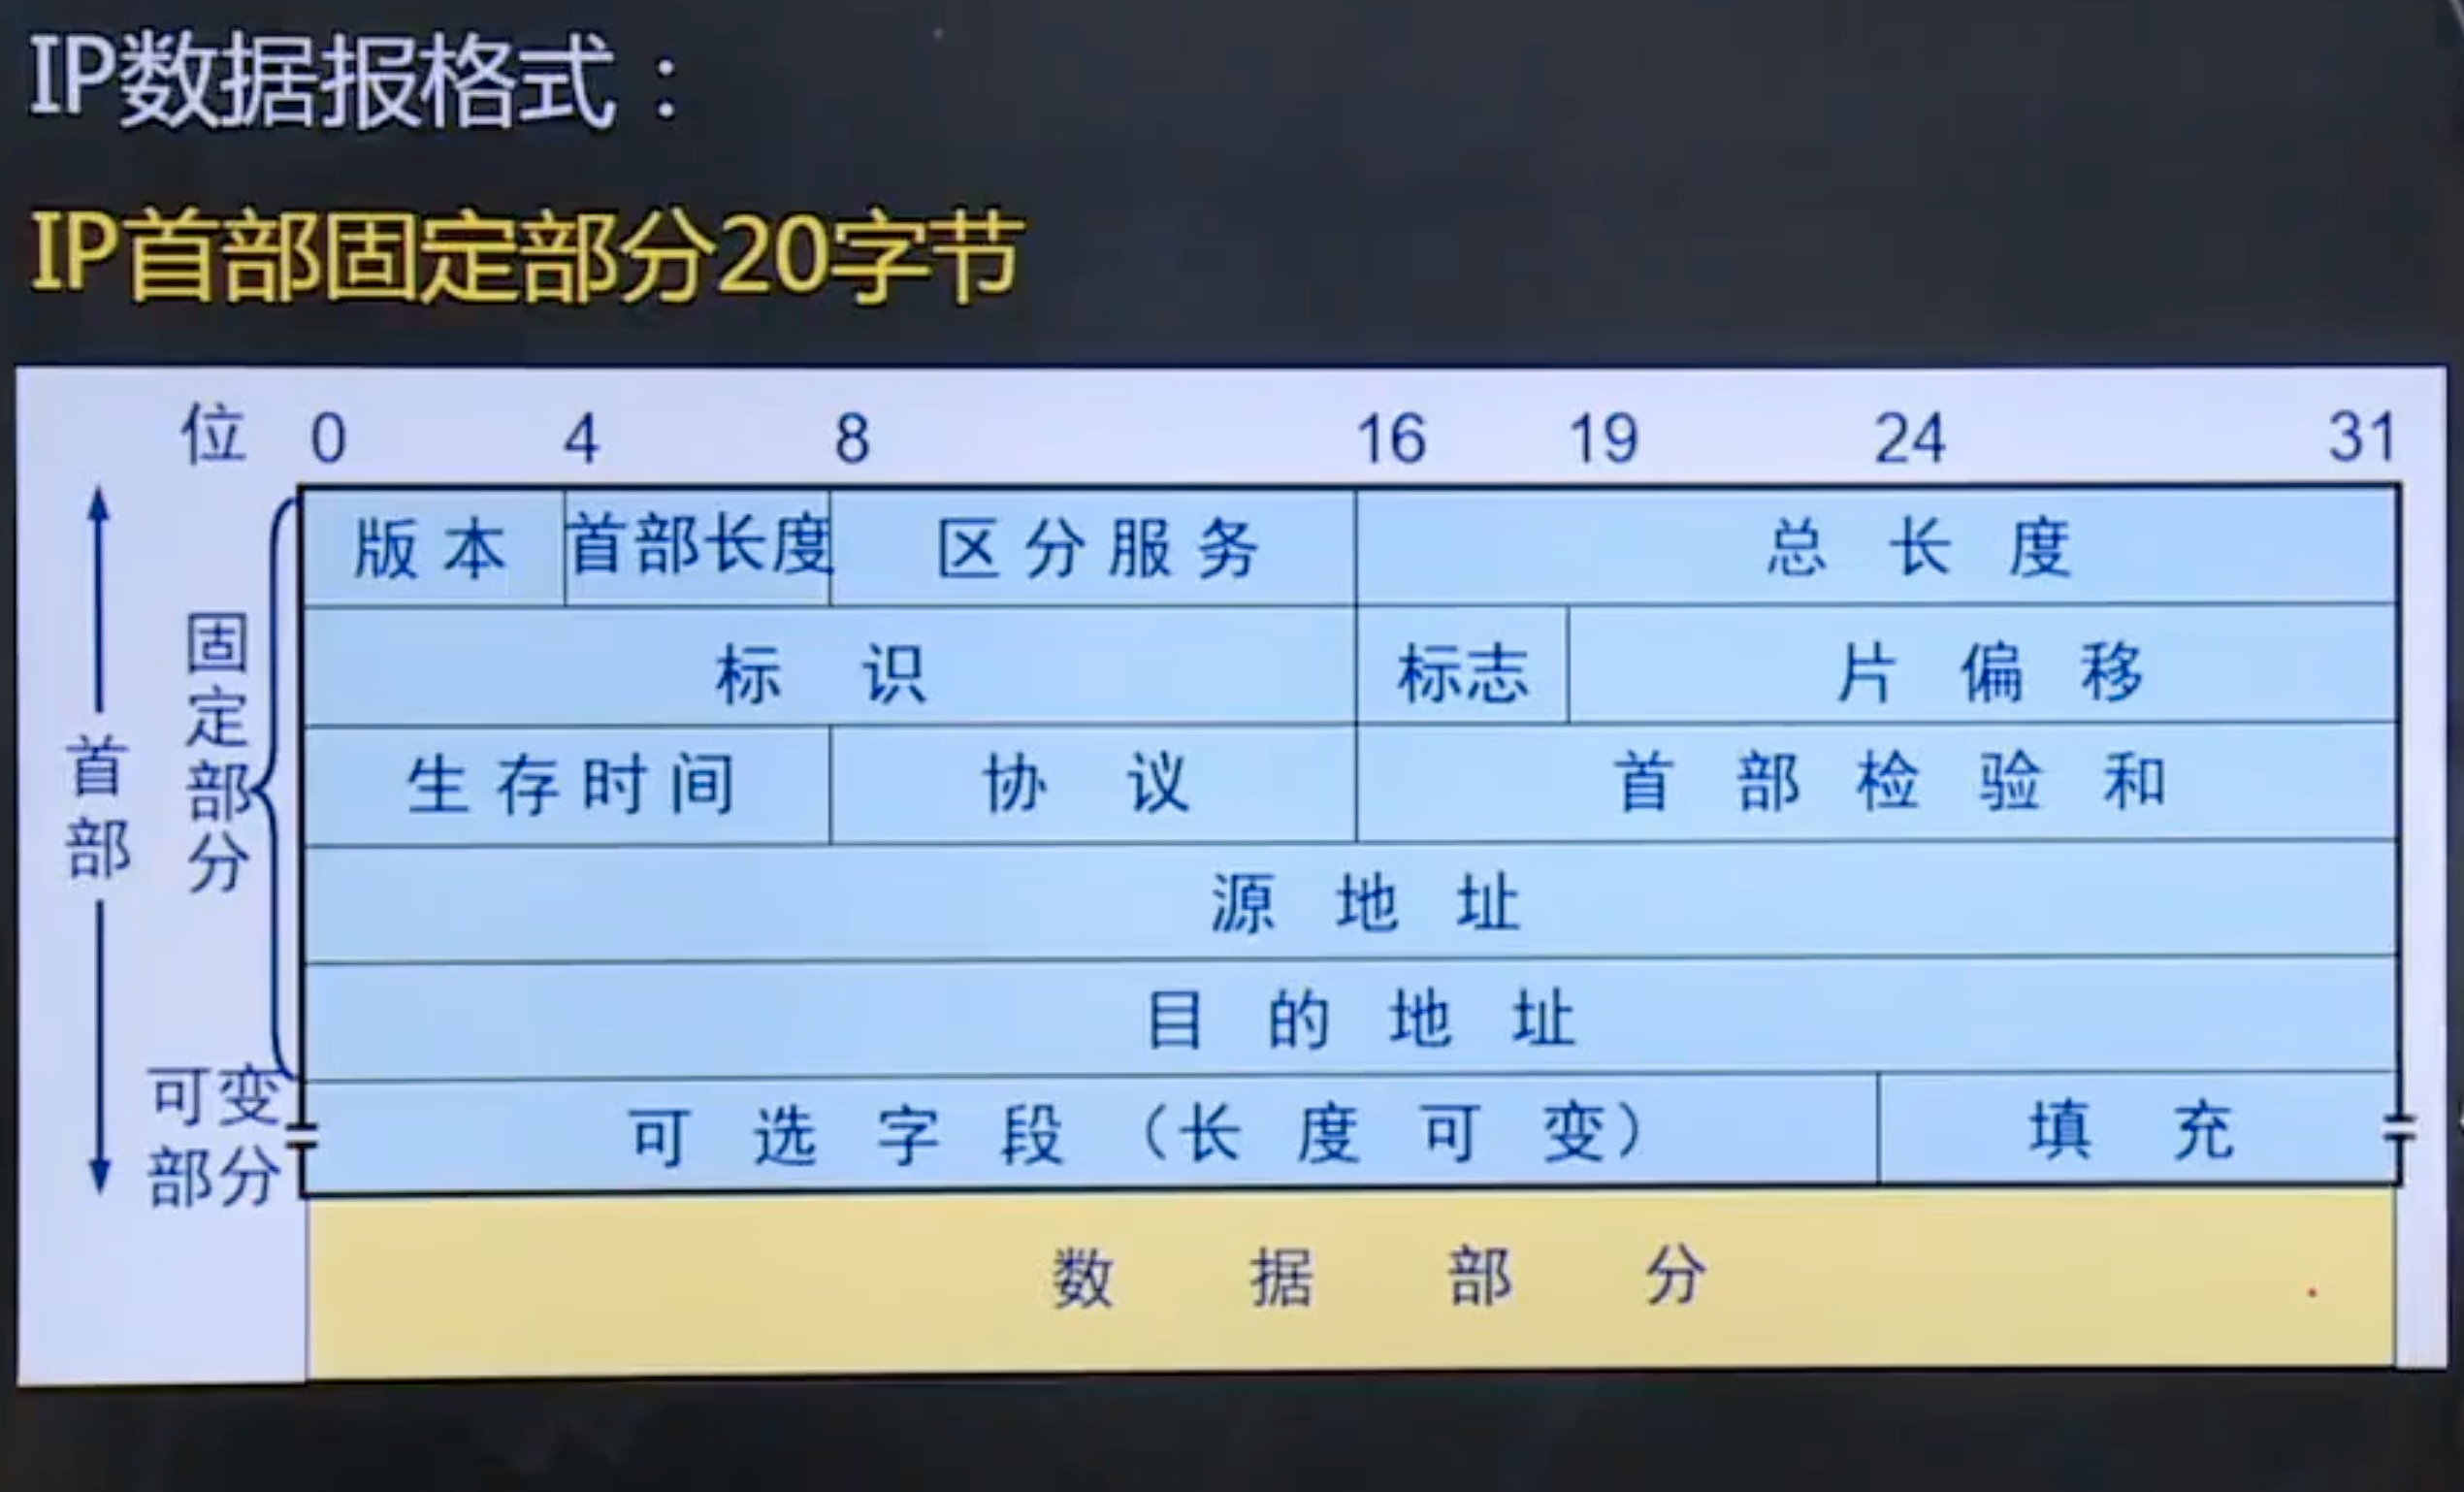 IP数据报格式：
IP首部固定部分20字节
位 0 4 8 16 19 24 31
版本 首部长度 区分服务 总长度
标识 标志 片偏移
生存时间 协议 首部检验和
源地址
目的地址
可选字段（长度可变） 填充
数据部分
首部
固定部分
可变
部分